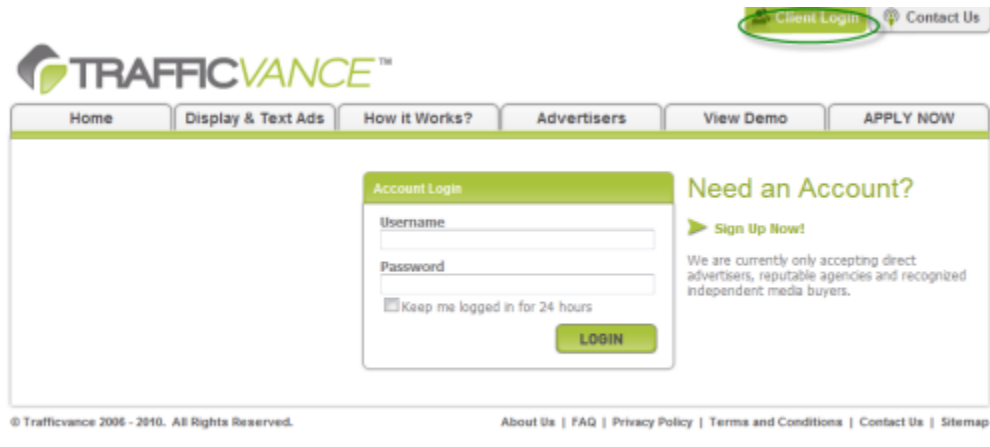 Client Login Contact Us
TRAFFICVANCE™
Home Display & Text Ads How it Works? Advertisers View Demo APPLY NOW
Account Login
Username
Password
Keep me logged in for 24 hours
LOGIN
Need an Account?
Sign Up Now!
We are currently only accepting direct
advertisers, reputable agencies and recognized
independent media buyers.
© Trafficvance 2006 - 2010. All Rights Reserved. About Us | FAQ | Privacy Policy | Terms and Conditions | Contact Us | Sitemap